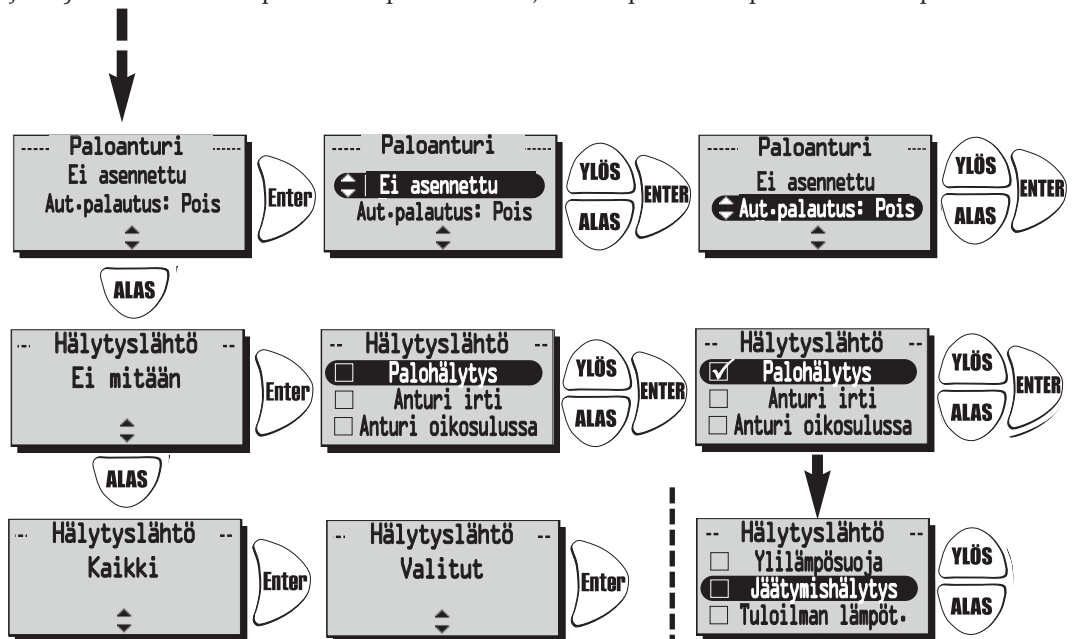 Paloanturi
Ei asennettu
Aut.palautus: Pois
Enter
Paloanturi
Ei asennettu
Aut.palautus: Pois
YLÖS
ALAS
ENTER
Paloanturi
Ei asennettu
Aut.palautus: Pois
YLÖS
ALAS
ENTER
ALAS
Hälytyslähtö
Ei mitään
Enter
Hälytyslähtö
Palohälytys
Anturi irti
Anturi oikosulussa
YLÖS
ALAS
ENTER
Hälytyslähtö
Palohälytys
Anturi irti
Anturi oikosulussa
YLÖS
ALAS
ENTER
ALAS
Hälytyslähtö
Kaikki
Enter
Hälytyslähtö
Valitut
Enter
Hälytyslähtö
Ylilämpösuoja
Jäätymishälytys
Tuloilman lämpöt.
YLÖS
ALAS